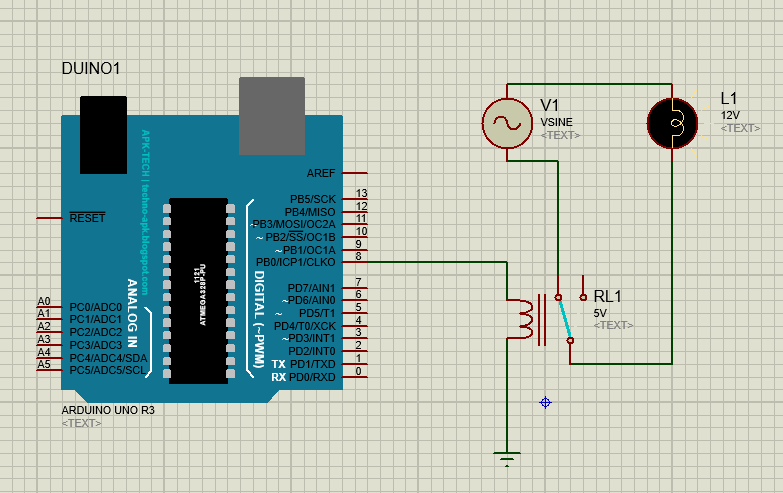 DUINO1
APK-TECH | techno-apk.blogspot.com
AREF
RESET
PB5/SCK 13
PB4/MISO 12
~PB3/MOSI/OC2A 11
~ PB2/SS/OC1B 10
~PB1/OC1A 9
PB0/ICP1/CLKO 8
PD7/AIN1 7
~PD6/AIN0 6
~ PD5/T1 5
PD4/T0/XCK 4
~PD3/INT1 3
PD2/INT0 2
TX PD1/TXD 1
RX PD0/RXD 0
1121
ATMEGA328P-PU
DIGITAL (~PWM)
ANALOG IN
A0 PC0/ADC0
A1 PC1/ADC1
A2 PC2/ADC2
A3 PC3/ADC3
A4 PC4/ADC4/SDA
A5 PC5/ADC5/SCL
ARDUINO UNO R3
<TEXT>
V1
VSINE
<TEXT>
L1
12V
<TEXT>
RL1
5V
<TEXT>